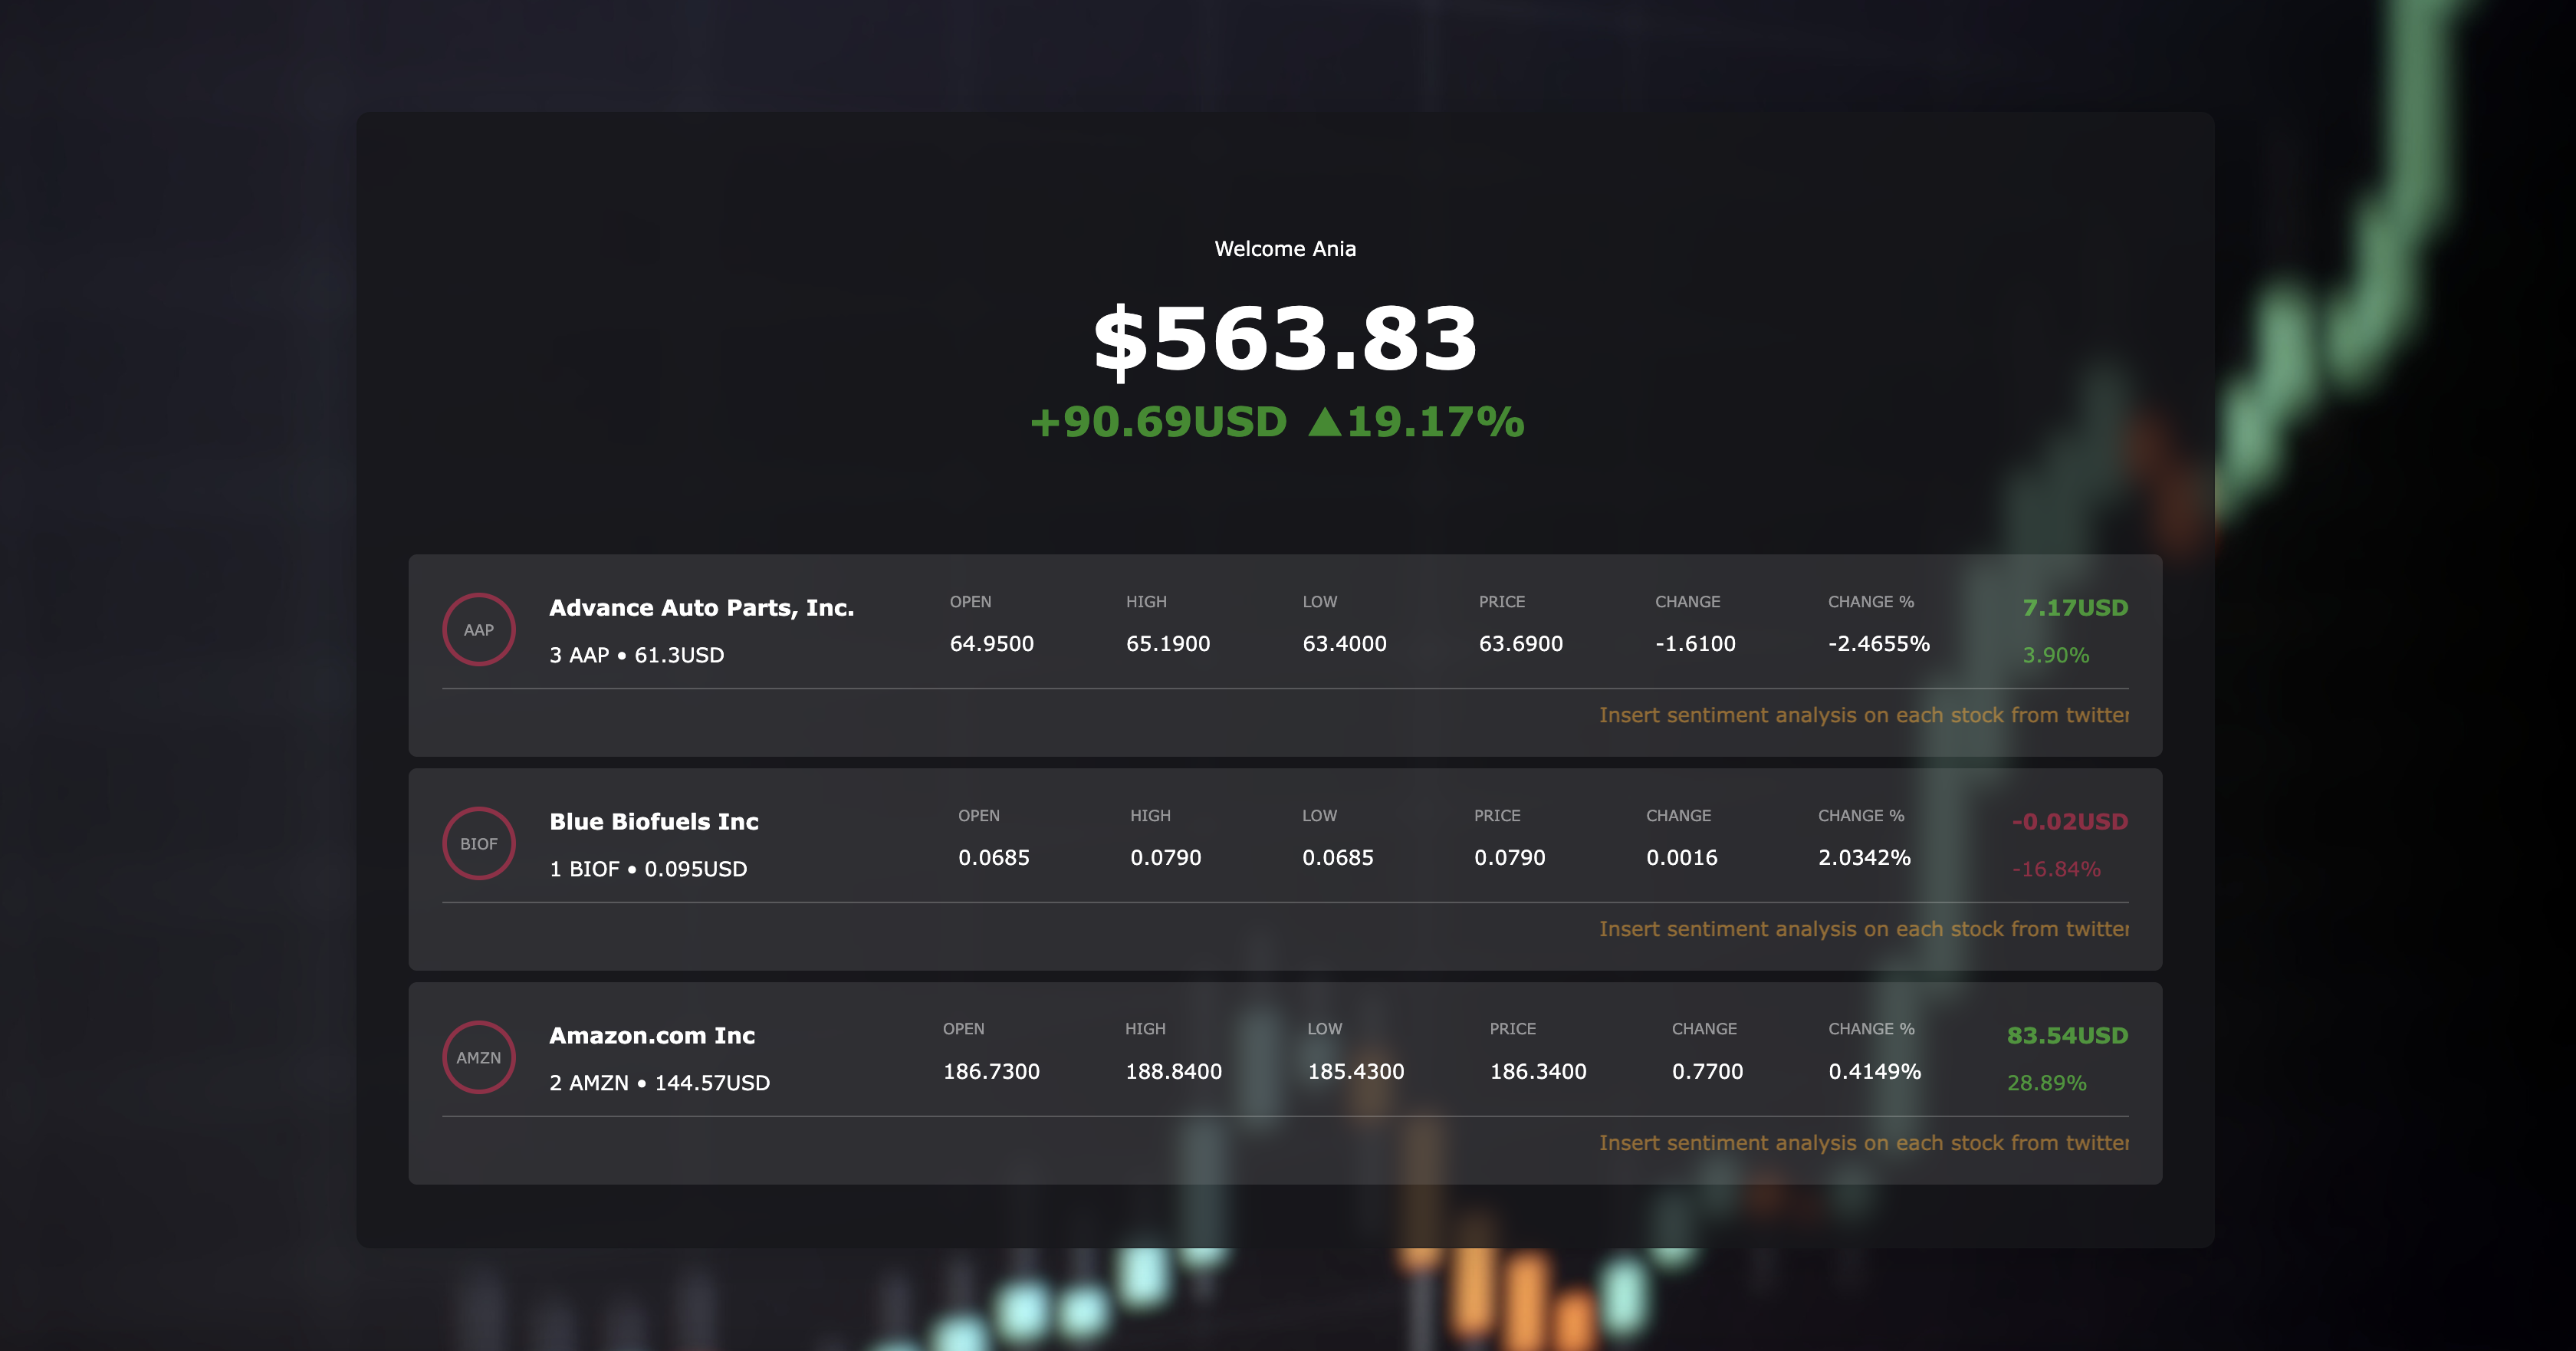 Welcome Ania
$563.83
+90.69USD ▲19.17%
AAP
Advance Auto Parts, Inc.
3 AAP • 61.3USD
OPEN HIGH LOW PRICE CHANGE CHANGE %
64.9500 65.1900 63.4000 63.6900 -1.6100 -2.4655%
7.17USD
3.90%
Insert sentiment analysis on each stock from twitter
BIOF
Blue Biofuels Inc
1 BIOF • 0.095USD
OPEN HIGH LOW PRICE CHANGE CHANGE %
0.0685 0.0790 0.0685 0.0790 0.0016 2.0342%
-0.02USD
-16.84%
Insert sentiment analysis on each stock from twitter
AMZN
Amazon.com Inc
2 AMZN • 144.57USD
OPEN HIGH LOW PRICE CHANGE CHANGE %
186.7300 188.8400 185.4300 186.3400 0.7700 0.4149%
83.54USD
28.89%
Insert sentiment analysis on each stock from twitter